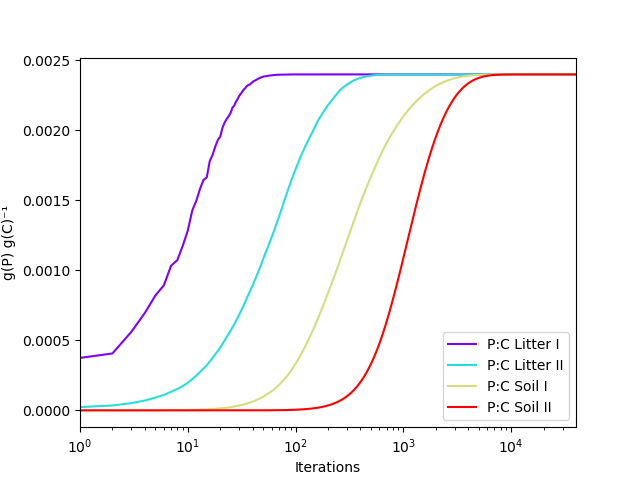 0.0025
0.0020
0.0015
0.0010
0.0005
0.0000
g(P) g(C)⁻¹
10⁰ 10¹ 10² 10³ 10⁴
Iterations
P:C Litter I
P:C Litter II
P:C Soil I
P:C Soil II